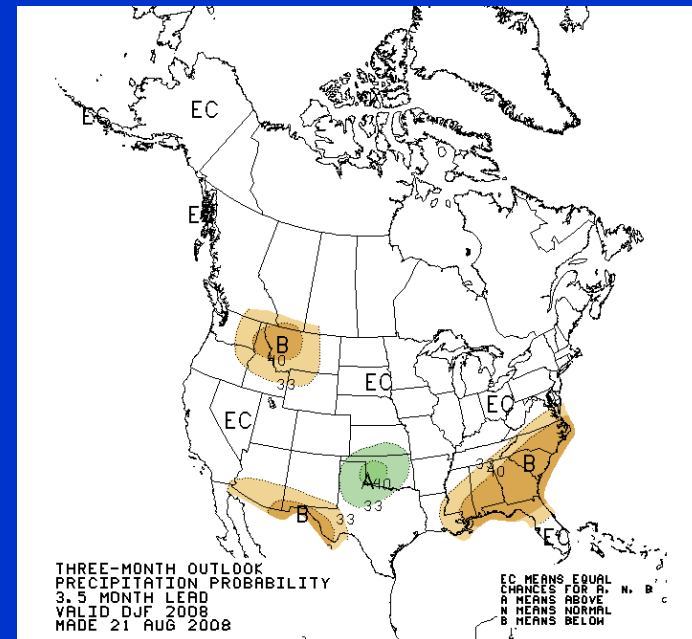 EC
EC
EC
B
40
33
EC
EC
EC
33
40
B
A
40
33
B
33
EC
THREE-MONTH OUTLOOK
PRECIPITATION PROBABILITY
3.5 MONTH LEAD
VALID DJF 2008
MADE 21 AUG 2008
EC MEANS EQUAL
CHANCES FOR A, N, B
A MEANS ABOVE
N MEANS NORMAL
B MEANS BELOW